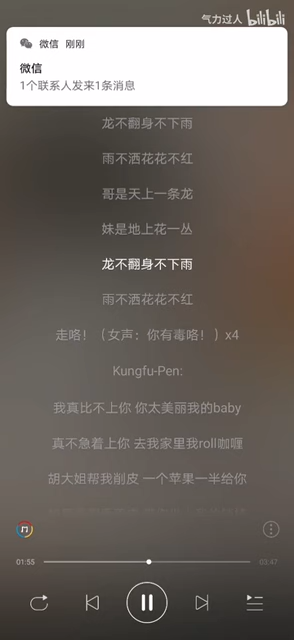 气力过人 bilibili
微信 刚刚
微信
1个联系人发来1条消息
龙不翻身不下雨
雨不洒花花不红
哥是天上一条龙
妹是地上花一丛
龙不翻身不下雨
雨不洒花花不红
走咯！（女声：你有毒咯！）x4
Kungfu-Pen:
我真比不上你 你太美丽我的baby
真不急着上你 去我家里我roll咖喱
胡大姐帮我削皮 一个苹果一半给你
01:55
03:47